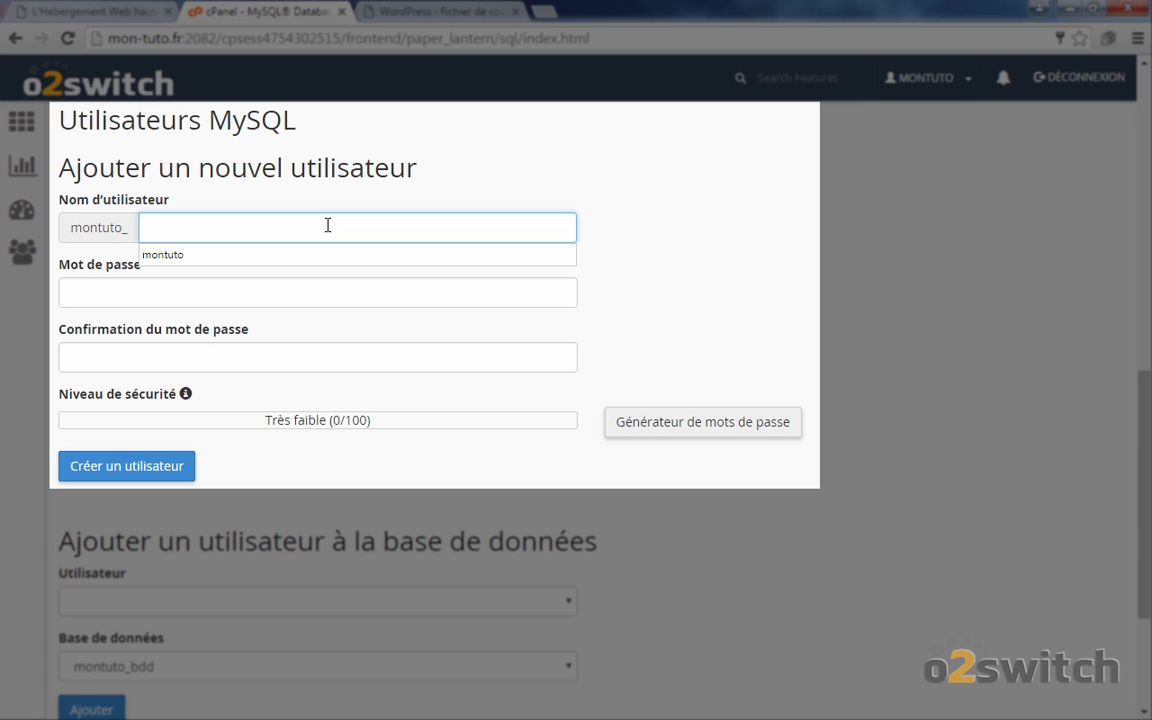 L'Hébergement Web haut
cPanel - MySQL® Databa
WordPress - Fichier de co
mon-tuto.fr:2082/cpsess4754302515/frontend/paper_lantern/sql/index.html
o2switch
Search Features
MONTUTO
DÉCONNEXION
Utilisateurs MySQL
Ajouter un nouvel utilisateur
Nom d’utilisateur
montuto_
montuto
Mot de passe
Confirmation du mot de passe
Niveau de sécurité
Très faible (0/100)
Générateur de mots de passe
Créer un utilisateur
Ajouter un utilisateur à la base de données
Utilisateur
Base de données
montuto_bdd
o2switch
Ajouter